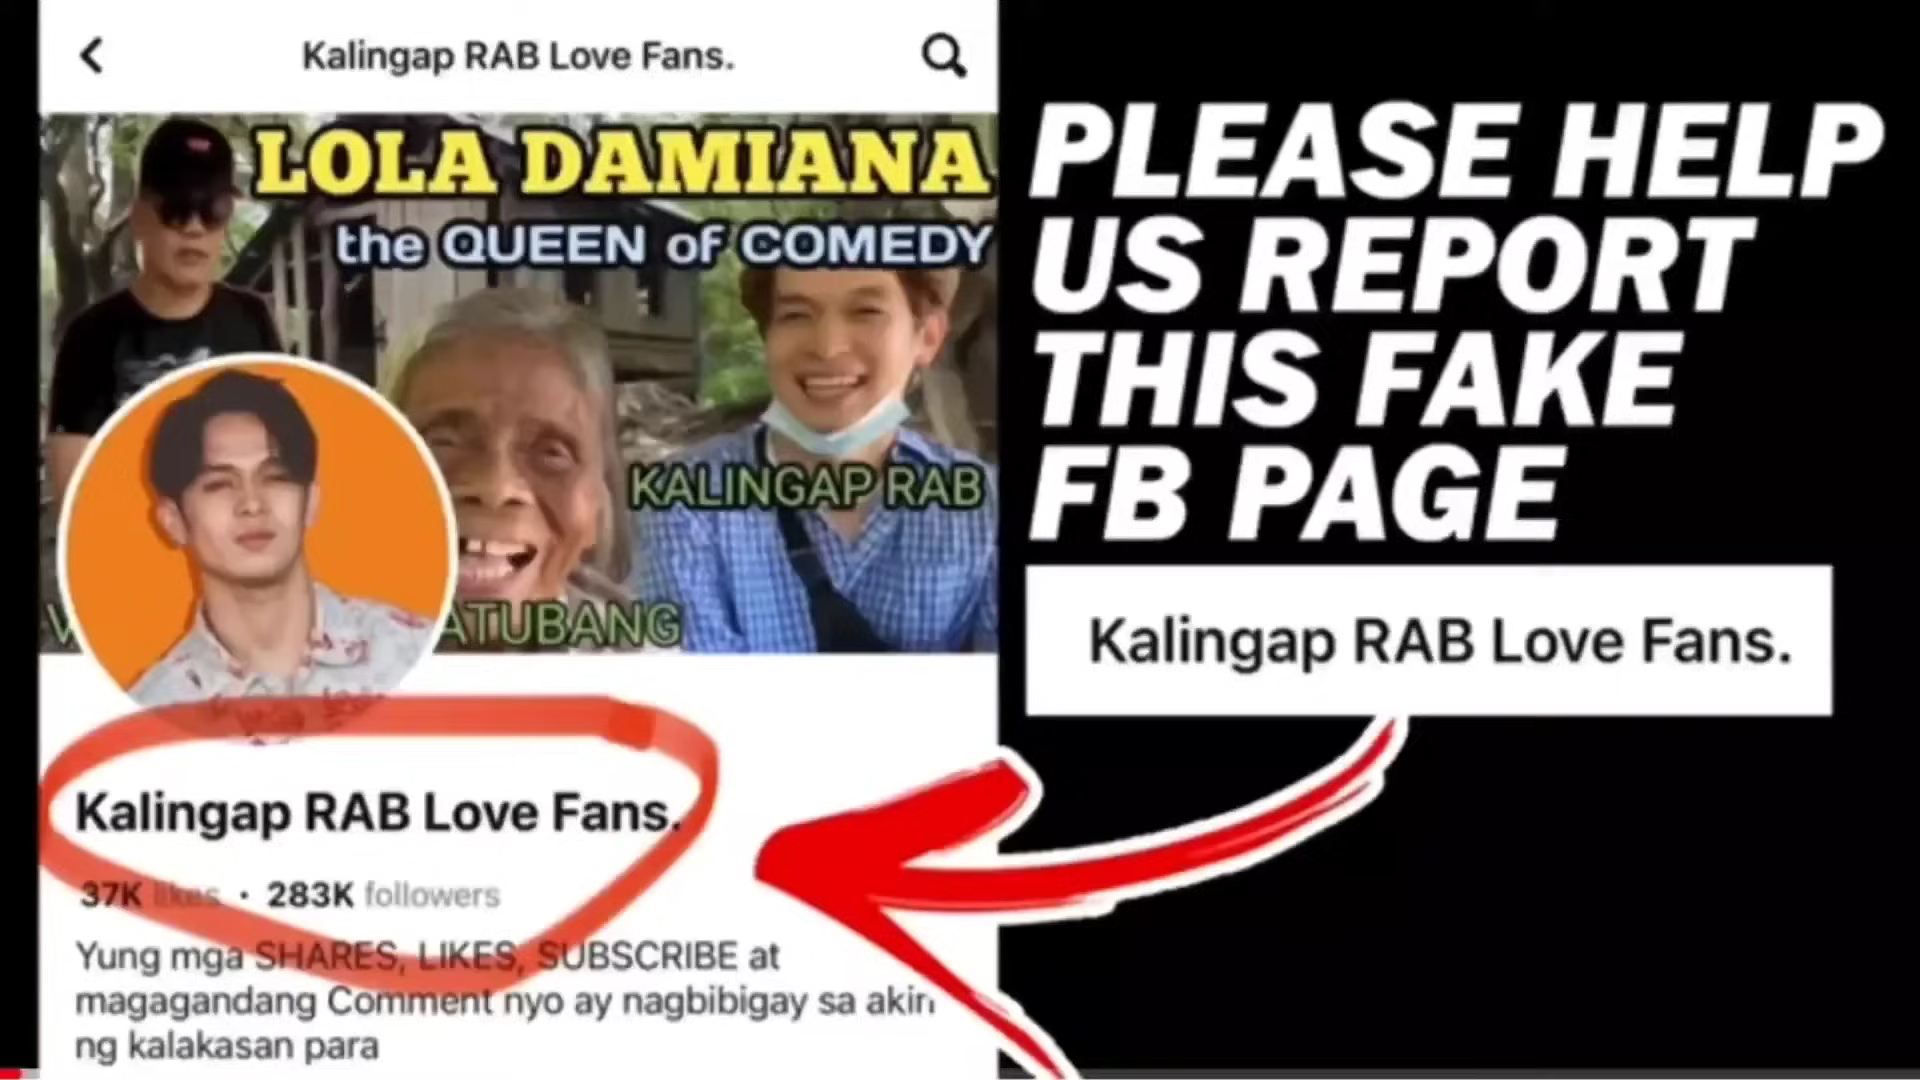 Kalingap RAB Love Fans.
LOLA DAMIANA
the QUEEN of COMEDY
KALINGAP RAB
ATUBANG
Kalingap RAB Love Fans.
37K likes · 283K followers
Yung mga SHARES, LIKES, SUBSCRIBE at
magagandang Comment nyo ay nagbibigay sa akin
ng kalakasan para
PLEASE HELP
US REPORT
THIS FAKE
FB PAGE
Kalingap RAB Love Fans.